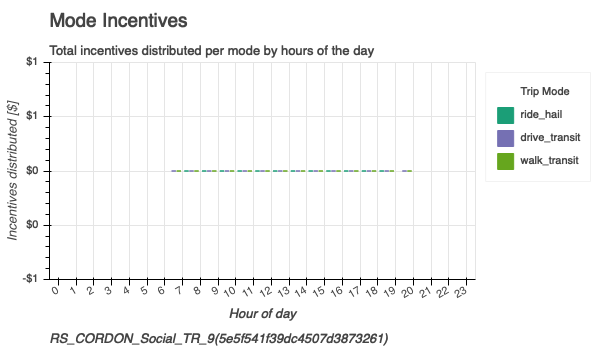 Mode Incentives
Total incentives distributed per mode by hours of the day
$1
$1
$0
$0
-$1
Incentives distributed [$]
0 1 2 3 4 5 6 7 8 9 10 11 12 13 14 15 16 17 18 19 20 21 22 23
Hour of day
Trip Mode
ride_hail
drive_transit
walk_transit
RS_CORDON_Social_TR_9(5e5f541f39dc4507d3873261)